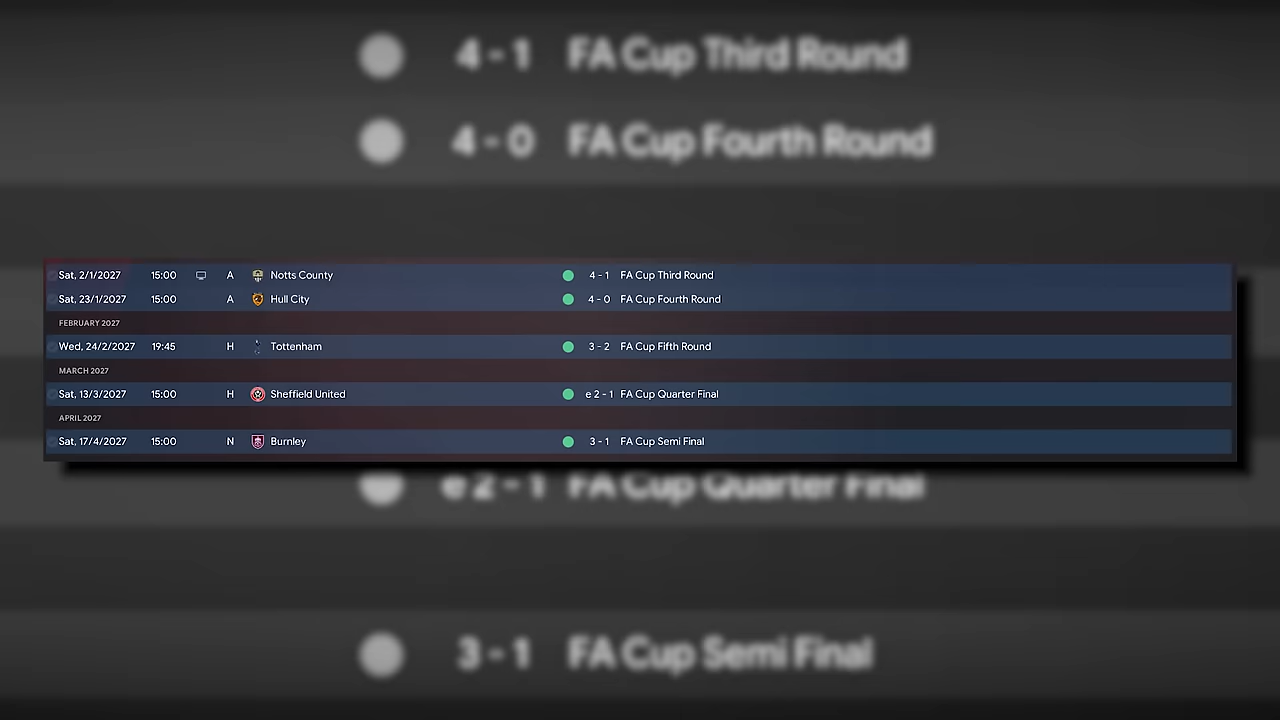 4 - 1 FA Cup Third Round
4 - 0 FA Cup Fourth Round
Sat, 2/1/2027 15:00 A Notts County 4 - 1 FA Cup Third Round
Sat, 23/1/2027 15:00 A Hull City 4 - 0 FA Cup Fourth Round
FEBRUARY 2027
Wed, 24/2/2027 19:45 H Tottenham 3 - 2 FA Cup Fifth Round
MARCH 2027
Sat, 13/3/2027 15:00 H Sheffield United e 2 - 1 FA Cup Quarter Final
APRIL 2027
Sat, 17/4/2027 15:00 N Burnley 3 - 1 FA Cup Semi Final
e 2 - 1 FA Cup Quarter Final
3 - 1 FA Cup Semi Final